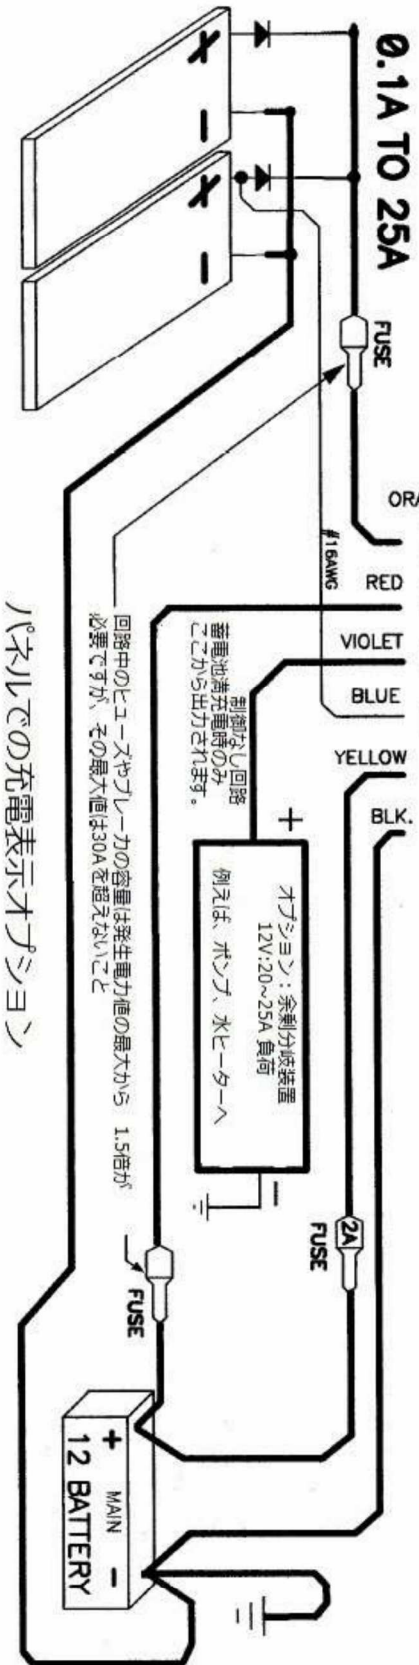 0.1A TO 25A
+
-
+
-
FUSE
ORA
#16AWG
RED
VIOLET
BLUE
YELLOW
BLK.
制御なし回路
蓄電池満充電時のみ
ここから出力されます。
+
オプション：余剰分岐装置
12V:20~25A 負荷
例えば、ポンプ、水ヒーターへ
-
回路中のヒューズやブレーカの容量は発生電力値の最大から 1.5倍が
必要ですが、その最大値は30Aを超えないこと
2A
FUSE
FUSE
+ MAIN -
12 BATTERY
パネルでの充電表示オプション